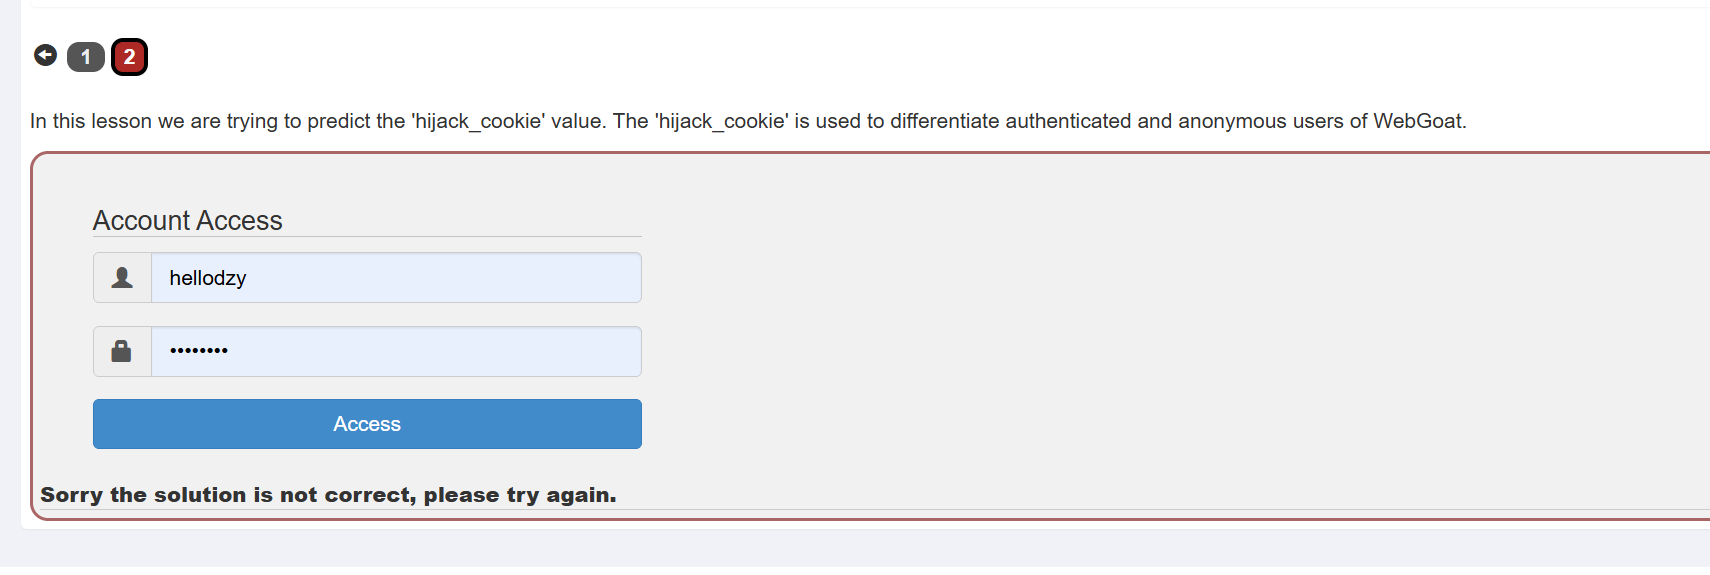 1 2
In this lesson we are trying to predict the 'hijack_cookie' value. The 'hijack_cookie' is used to differentiate authenticated and anonymous users of WebGoat.
Account Access
hellodzy
••••••••
Access
Sorry the solution is not correct, please try again.